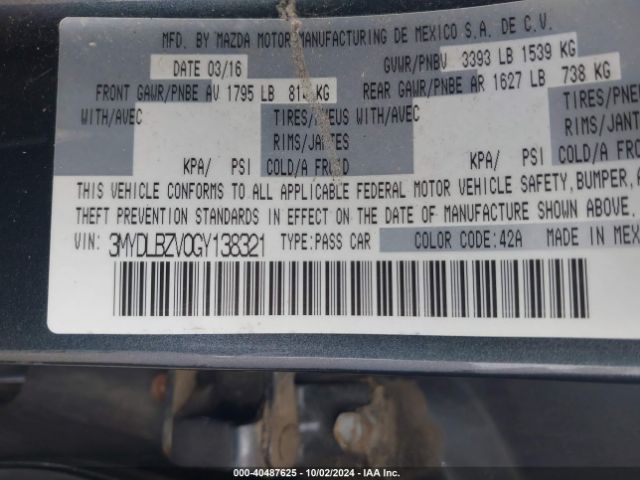 MFD. BY MAZDA MOTOR MANUFACTURING DE MEXICO S.A. DE C.V.
DATE 03/16 GVWR/PNBV 3393 LB 1539 KG
FRONT GAWR/PNBE AV 1795 LB 814 KG REAR GAWR/PNBE AR 1627 LB 738 KG
WITH/AVEC TIRES/PNEUS WITH/AVEC TIRES/PNEU
RIMS/JANTES RIMS/JANT
KPA/ PSI COLD/A FROID KPA/ PSI COLD/A FRO
THIS VEHICLE CONFORMS TO ALL APPLICABLE FEDERAL MOTOR VEHICLE SAFETY, BUMPER, A
THEFT PREVENTION STANDARDS IN EFFECT ON THE DATE OF MANUFACTURE SHOWN ABOVE.
VIN: 3MYDLBZV0GY138321 TYPE:PASS CAR COLOR CODE:42A MADE IN MEX
000-40487625 - 10/02/2024 - IAA Inc.